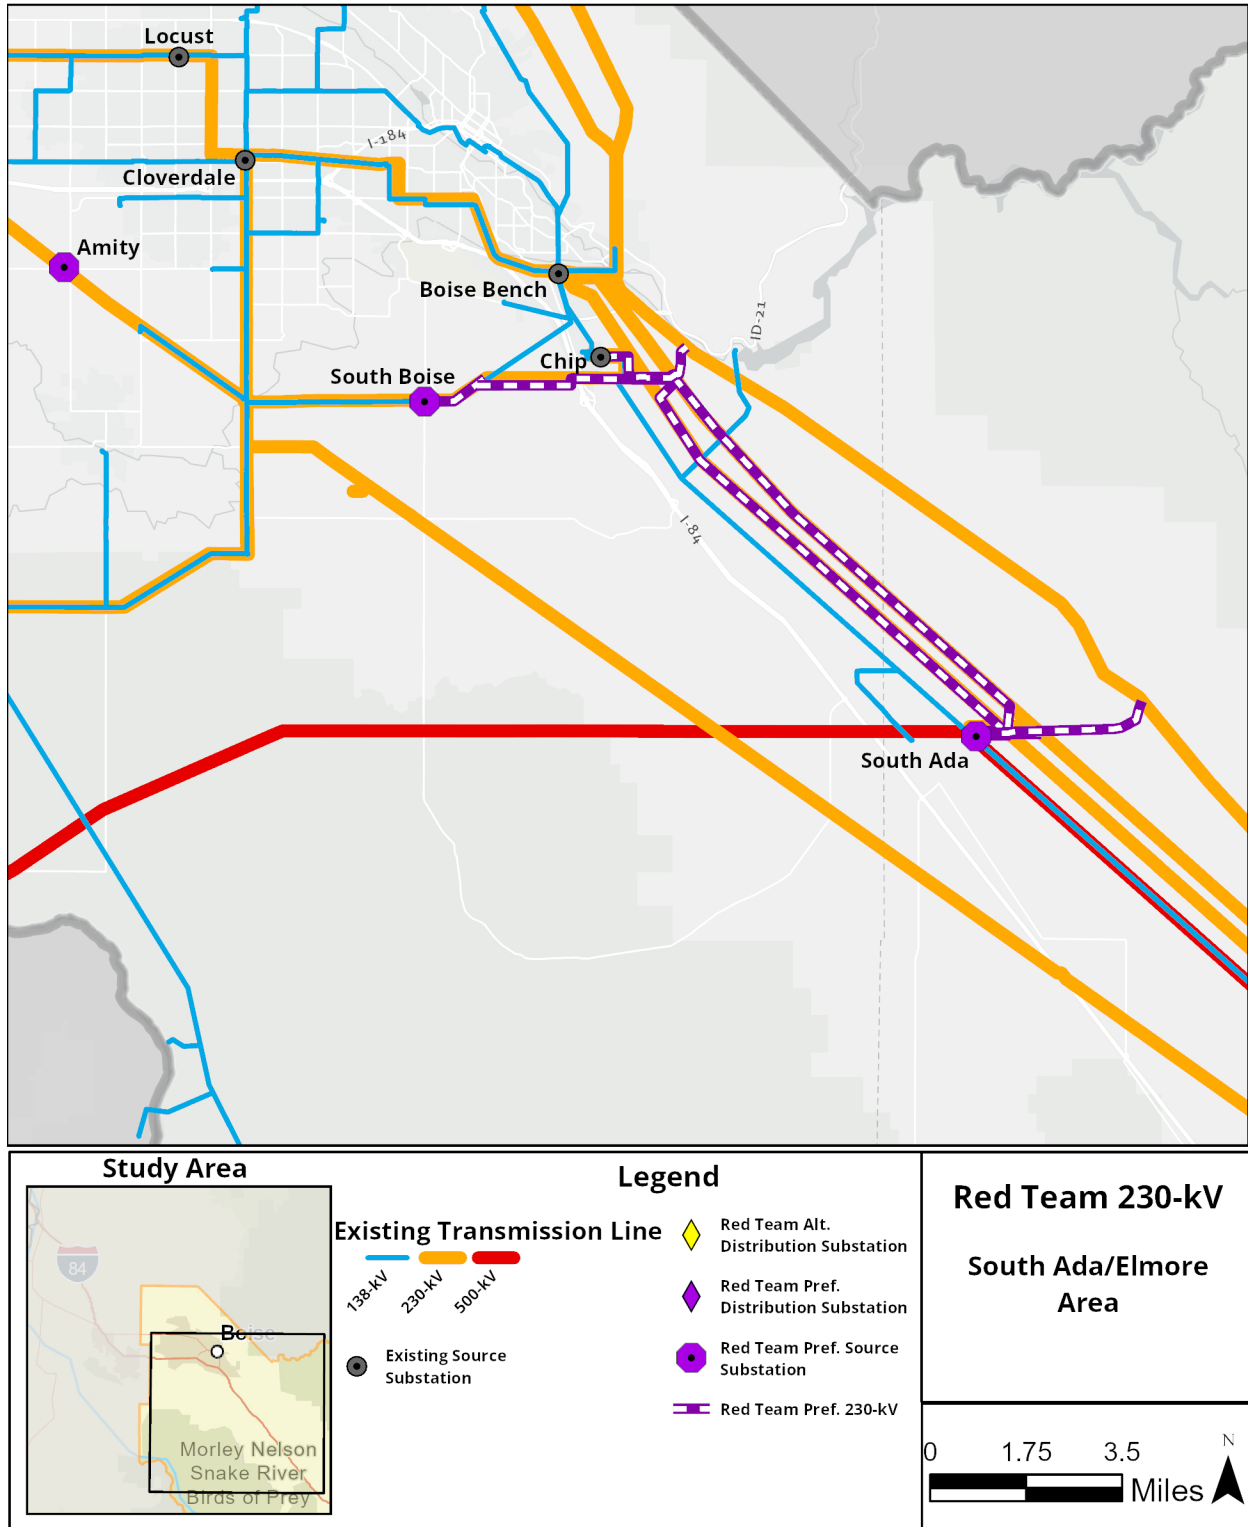 Locust
I-184
Cloverdale
Amity
Boise Bench
ID-21
Chip
South Boise
I-84
South Ada
Study Area
84
Boise
Morley Nelson
Snake River
Birds of Prey
Legend
Existing Transmission Line
138-kV
230-kV
500-kV
Existing Source
Substation
Red Team Alt.
Distribution Substation
Red Team Pref.
Distribution Substation
Red Team Pref. Source
Substation
Red Team Pref. 230-kV
Red Team 230-kV
South Ada/Elmore
Area
0 1.75 3.5
Miles
N